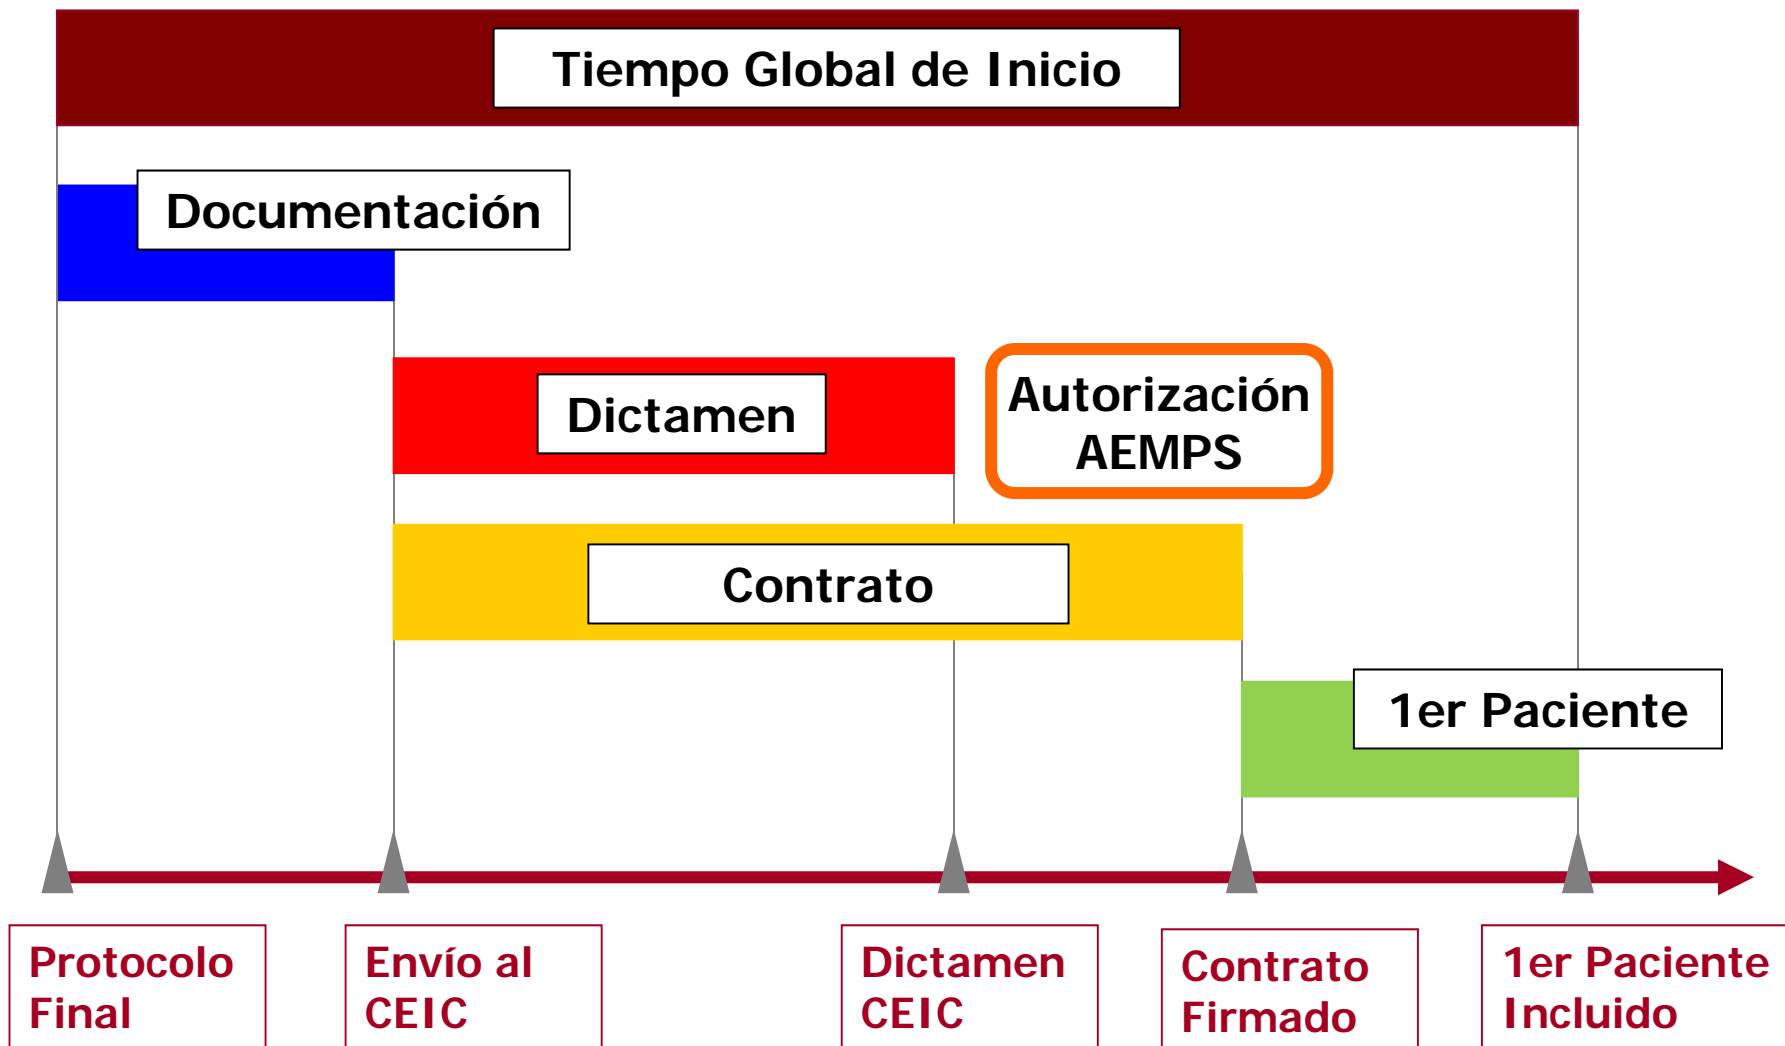 Tiempo Global de Inicio
Documentación
Dictamen
Autorización
AEMPS
Contrato
1er Paciente
Protocolo
Final
Envío al
CEIC
Dictamen
CEIC
Contrato
Firmado
1er Paciente
Incluido